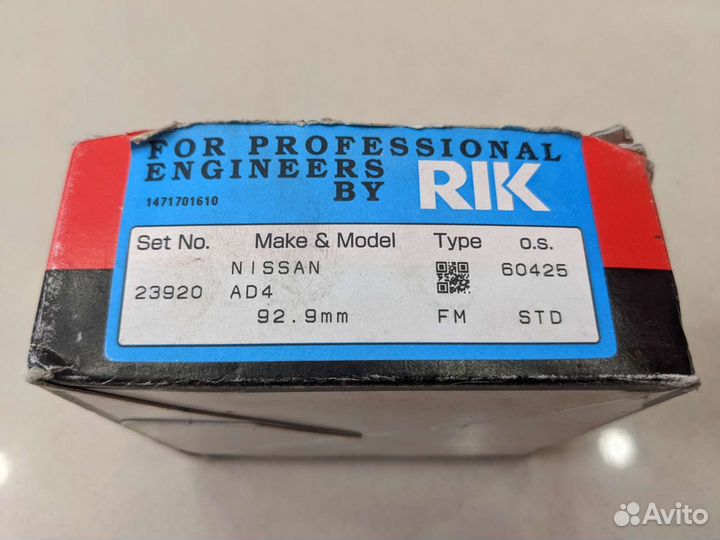 FOR PROFESSIONAL
ENGINEERS
BY RIK
1471701610
Set No. Make & Model Type o.s.
NISSAN 60425
23920 AD4
92.9mm FM STD
Avito